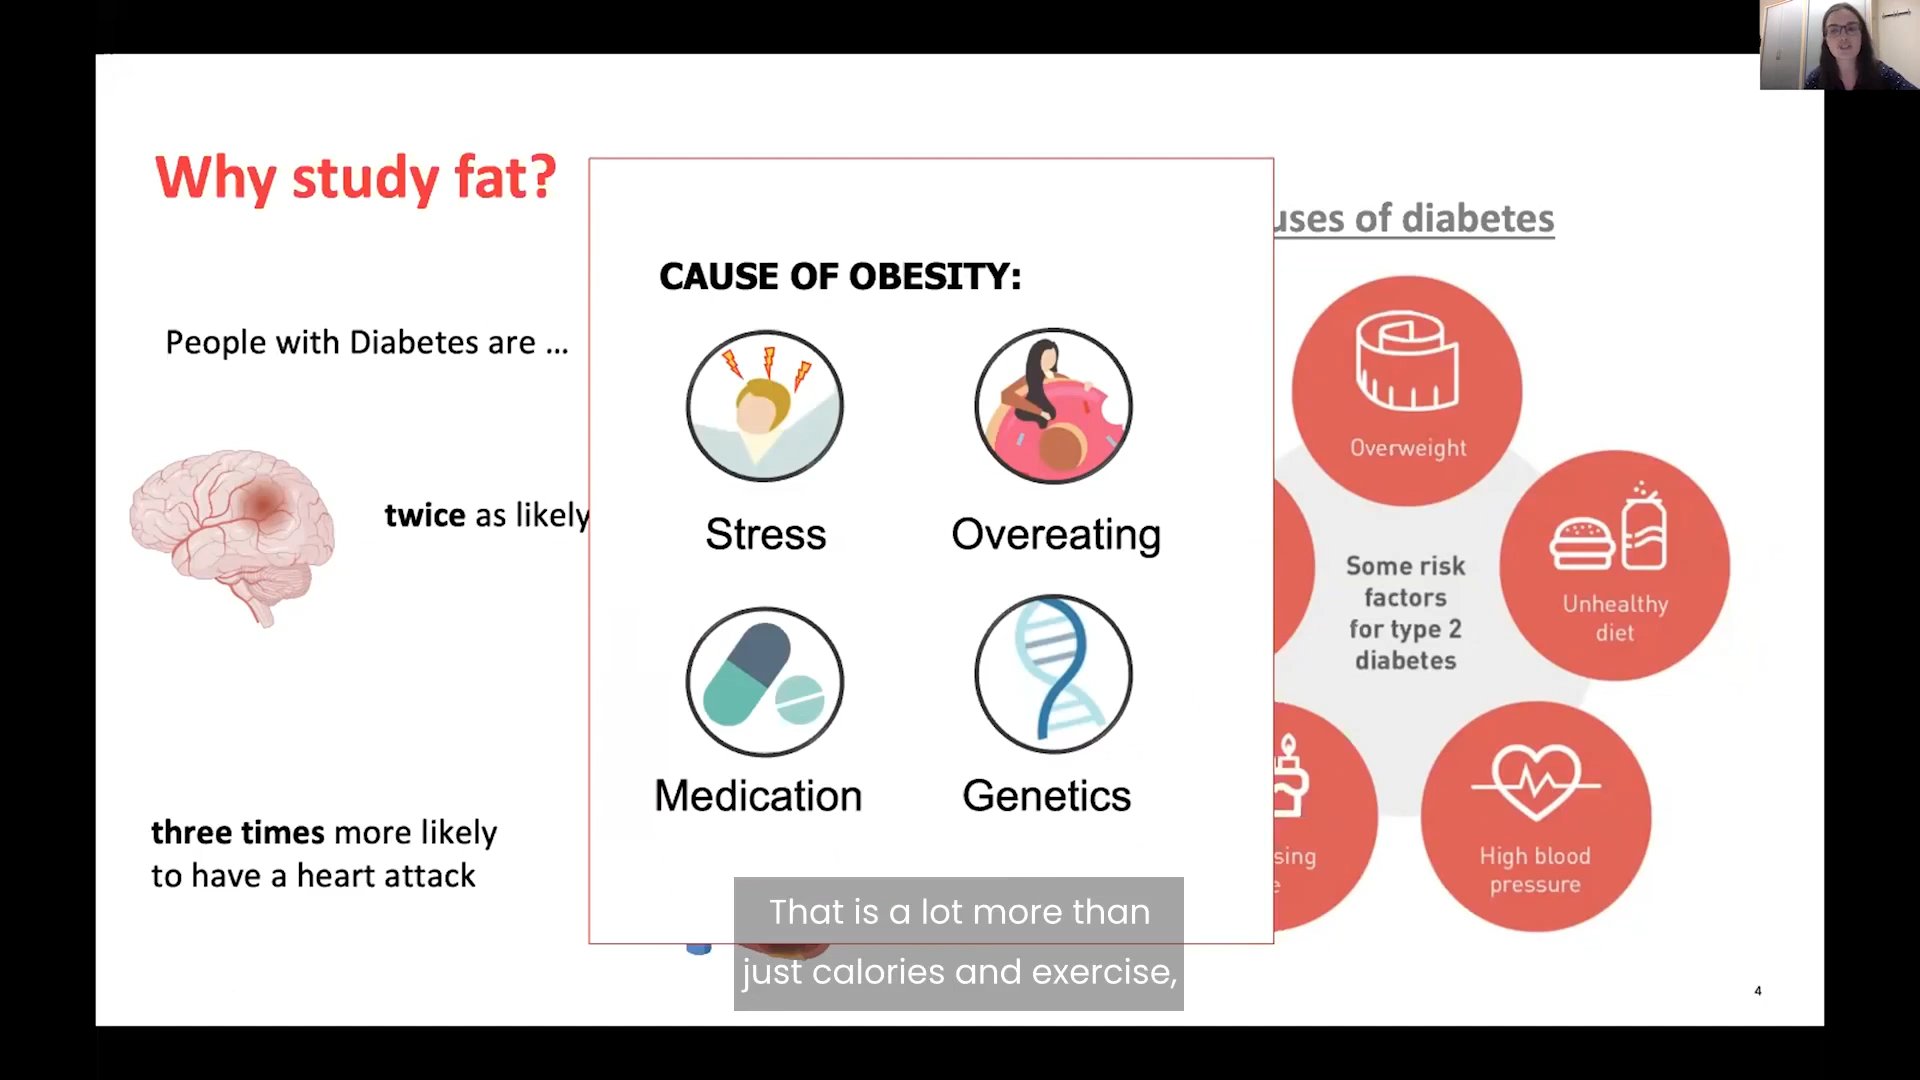 Why study fat?
People with Diabetes are ...
twice as likely
three times more likely
to have a heart attack
CAUSE OF OBESITY:
Stress
Overeating
Medication
Genetics
uses of diabetes
Overweight
Unhealthy
diet
Some risk
factors
for type 2
diabetes
High blood
pressure
sing
e
That is a lot more than
just calories and exercise,
4